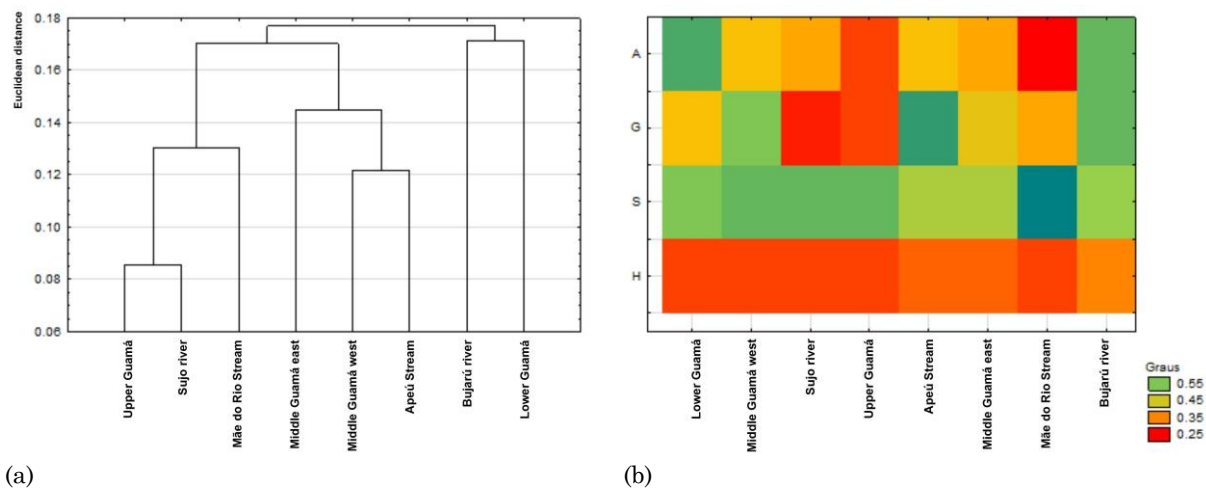 Euclidean distance
0.18
0.16
0.14
0.12
0.10
0.08
0.06
Upper Guamá
Sujo river
Mãe do Rio Stream
Middle Guamá east
Middle Guamá west
Apeú Stream
Bujarú river
Lower Guamá
(a)
A
G
S
H
Lower Guamá
Middle Guamá west
Sujo river
Upper Guamá
Apeú Stream
Middle Guamá east
Mãe do Rio Stream
Bujarú river
Graus
0.55
0.45
0.35
0.25
(b)